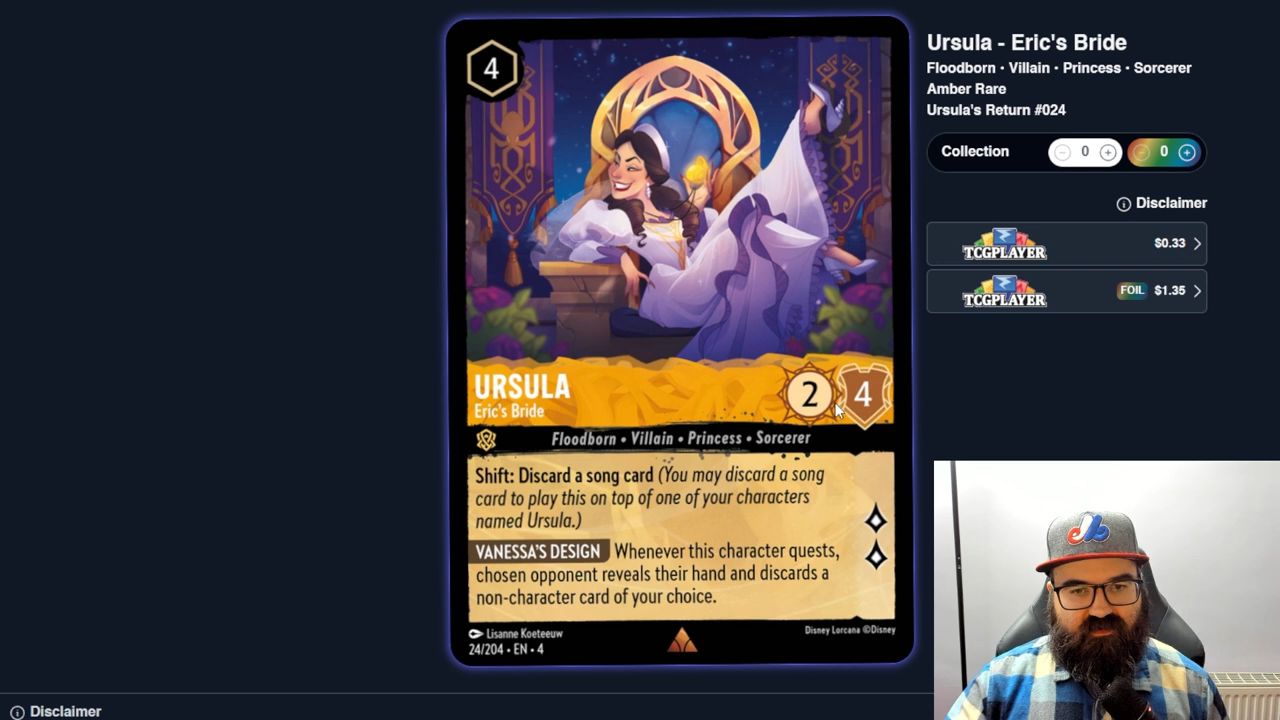 4
URSULA
Eric's Bride
2
4
Floodborn • Villain • Princess • Sorcerer
Shift: Discard a song card (You may discard a song
card to play this on top of one of your characters
named Ursula.)
VANESSA'S DESIGN Whenever this character quests,
chosen opponent reveals their hand and discards a
non-character card of your choice.
Lisanne Koeteeuw
Disney Lorcana ©Disney
24/204 • EN • 4
Ursula - Eric's Bride
Floodborn • Villain • Princess • Sorcerer
Amber Rare
Ursula's Return #024
Collection
0
0
Disclaimer
TCGPLAYER $0.33
TCGPLAYER FOIL $1.35
Disclaimer